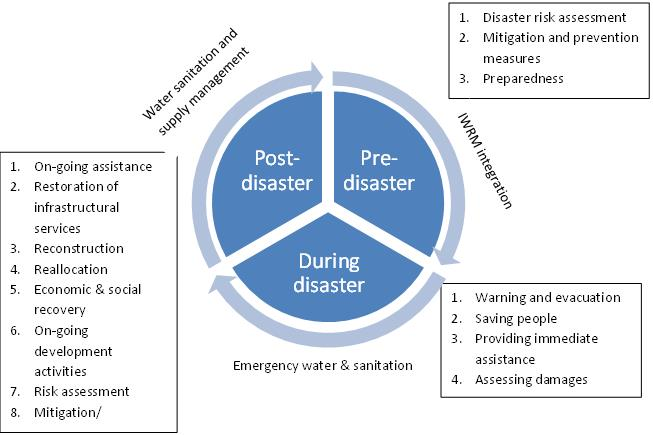 1. Disaster risk assessment
2. Mitigation and prevention
measures
3. Preparedness
Water sanitation and
supply management
IWRM integration
Post-
disaster
Pre-
disaster
During
disaster
1. On-going assistance
2. Restoration of
infrastructural
services
3. Reconstruction
4. Reallocation
5. Economic & social
recovery
6. On-going
development
activities
7. Risk assessment
8. Mitigation/
1. Warning and evacuation
2. Saving people
3. Providing immediate
assistance
4. Assessing damages
Emergency water & sanitation